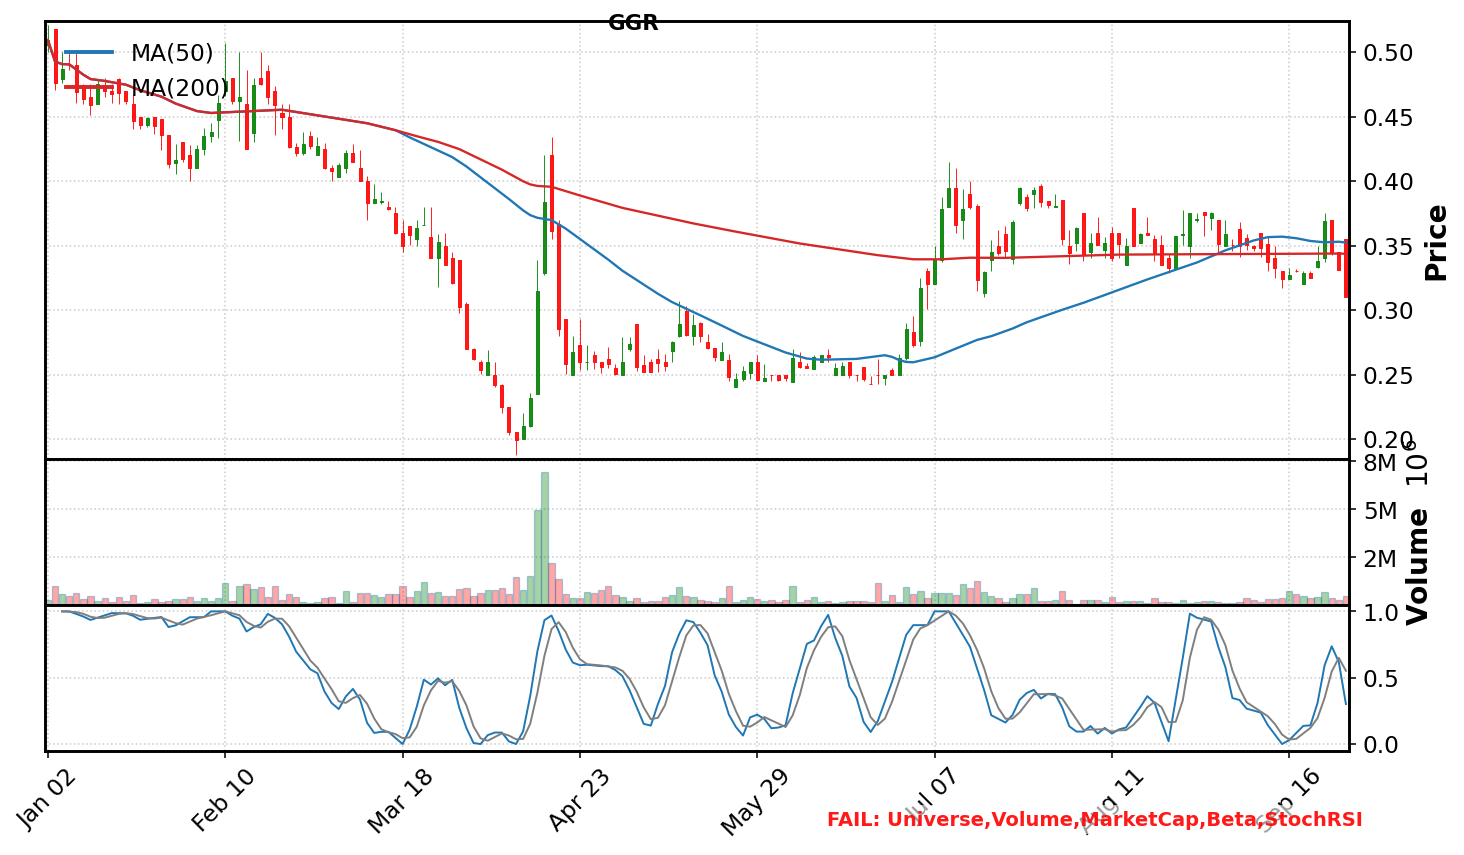 GGR
MA(50)
MA(200)
0.50
0.45
0.40
0.35
0.30
0.25
0.20
Price
8M
5M
2M
Volume 10^6
1.0
0.5
0.0
Jan 02
Feb 10
Mar 18
Apr 23
May 29
Jul 07
Aug 11
Sep 16
FAIL: Universe,Volume,MarketCap,Beta,StochRSI